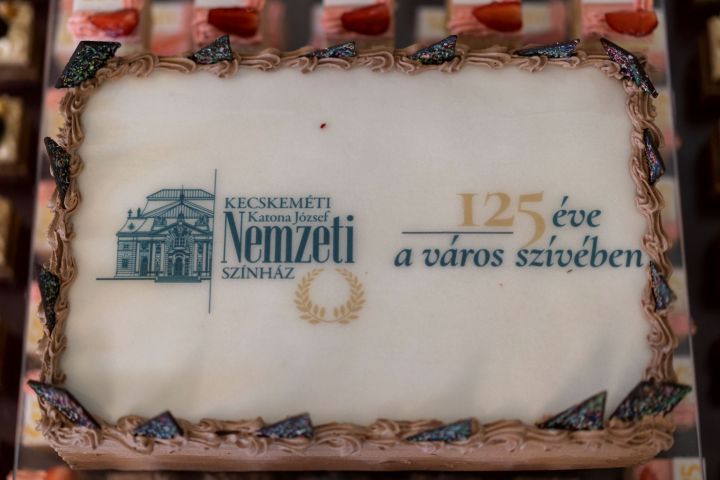 KECSKEMÉTI
Katona József
Nemzeti
SZÍNHÁZ
125 éve
a város szívében